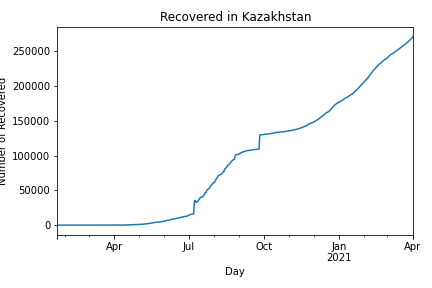 Recovered in Kazakhstan
Number of Recovered
250000
200000
150000
100000
50000
0
Apr
Jul
Oct
Jan
2021
Apr
Day